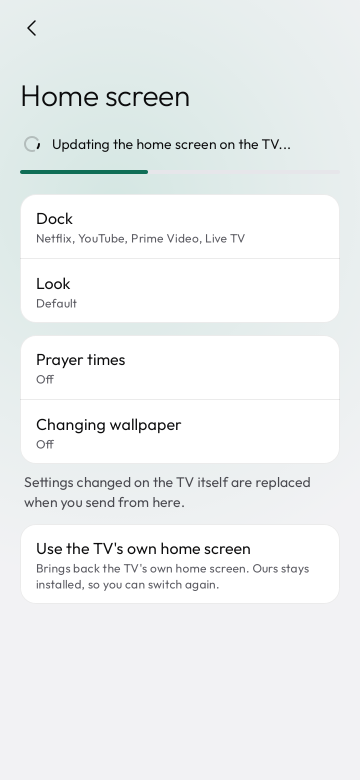 Home screen
Updating the home screen on the TV...
Dock
Netflix, YouTube, Prime Video, Live TV
Look
Default
Prayer times
Off
Changing wallpaper
Off
Settings changed on the TV itself are replaced
when you send from here.
Use the TV's own home screen
Brings back the TV's own home screen. Ours stays
installed, so you can switch again.